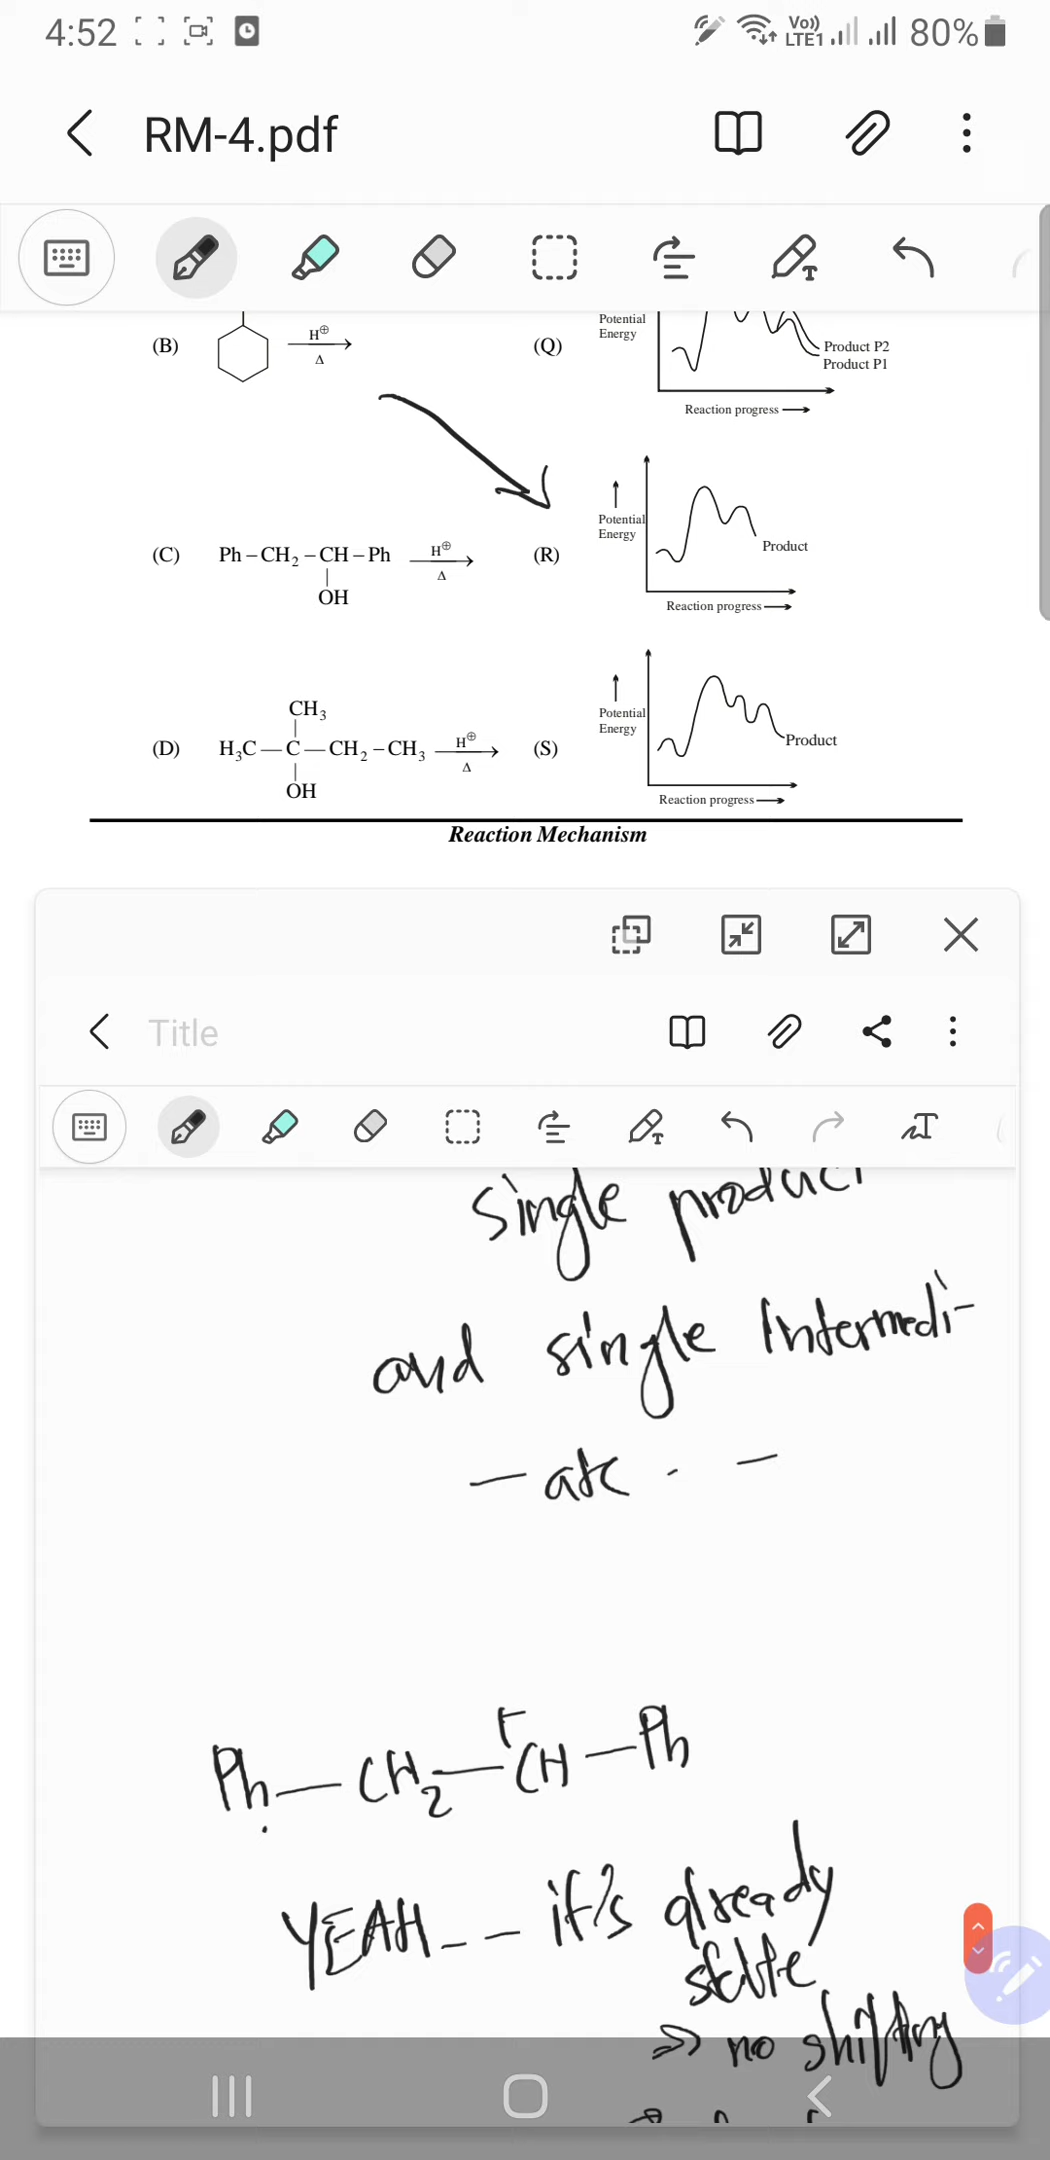 4:52
Vo))
LTE1
80%
RM-4.pdf
(B)
H⊕
Δ
(Q)
Potential
Energy
Product P2
Product P1
Reaction progress
(C)
Ph – CH2 – CH – Ph
OH
H⊕
Δ
(R)
Potential
Energy
Product
Reaction progress
(D)
CH3
H3C — C — CH2 – CH3
OH
H⊕
Δ
(S)
Potential
Energy
Product
Reaction progress
Reaction Mechanism
Title
single product
and single Intermedi-
- ate . -
Ph — CH2 — CH — Ph
YEAH -- it's already
stable
=> no shifting